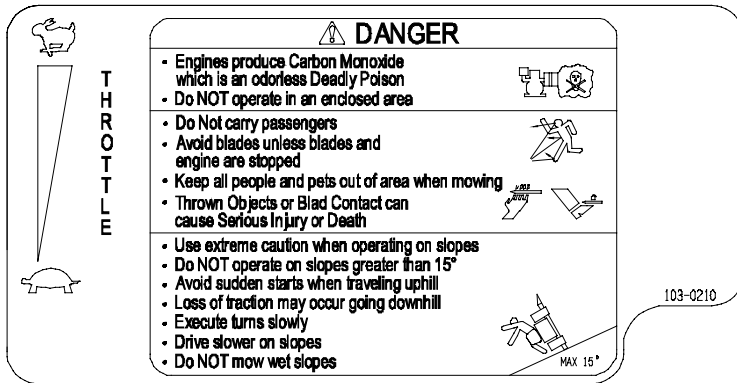 THROTTLE
⚠ DANGER
• Engines produce Carbon Monoxide
which is an odorless Deadly Poison
• Do NOT operate in an enclosed area
• Do Not carry passengers
• Avoid blades unless blades and
engine are stopped
• Keep all people and pets out of area when mowing
• Thrown Objects or Blad Contact can
cause Serious Injury or Death
• Use extreme caution when operating on slopes
• Do NOT operate on slopes greater than 15°
• Avoid sudden starts when traveling uphill
• Loss of traction may occur going downhill
• Execute turns slowly
• Drive slower on slopes
• Do NOT mow wet slopes
MAX 15°
103-0210